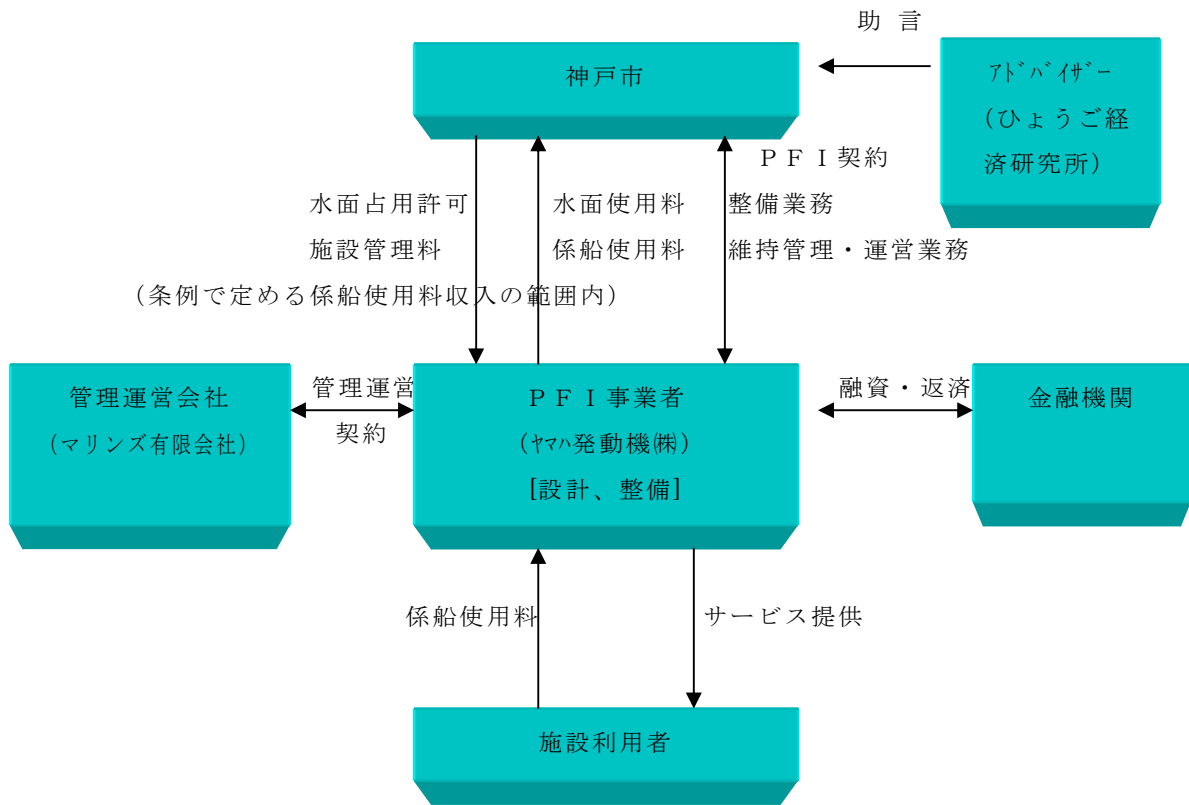 助 言
神戸市
ｱﾄﾞﾊﾞｲｻﾞｰ
（ひょうご経
済研究所）
ＰＦＩ契約
水面占用許可
水面使用料
整備業務
施設管理料
係船使用料
維持管理・運営業務
（条例で定める係船使用料収入の範囲内）
管理運営会社
（マリンズ有限会社）
管理運営
契約
ＰＦＩ事業者
（ﾔﾏﾊ発動機㈱）
[設計、整備]
融資・返済
金融機関
係船使用料
サービス提供
施設利用者